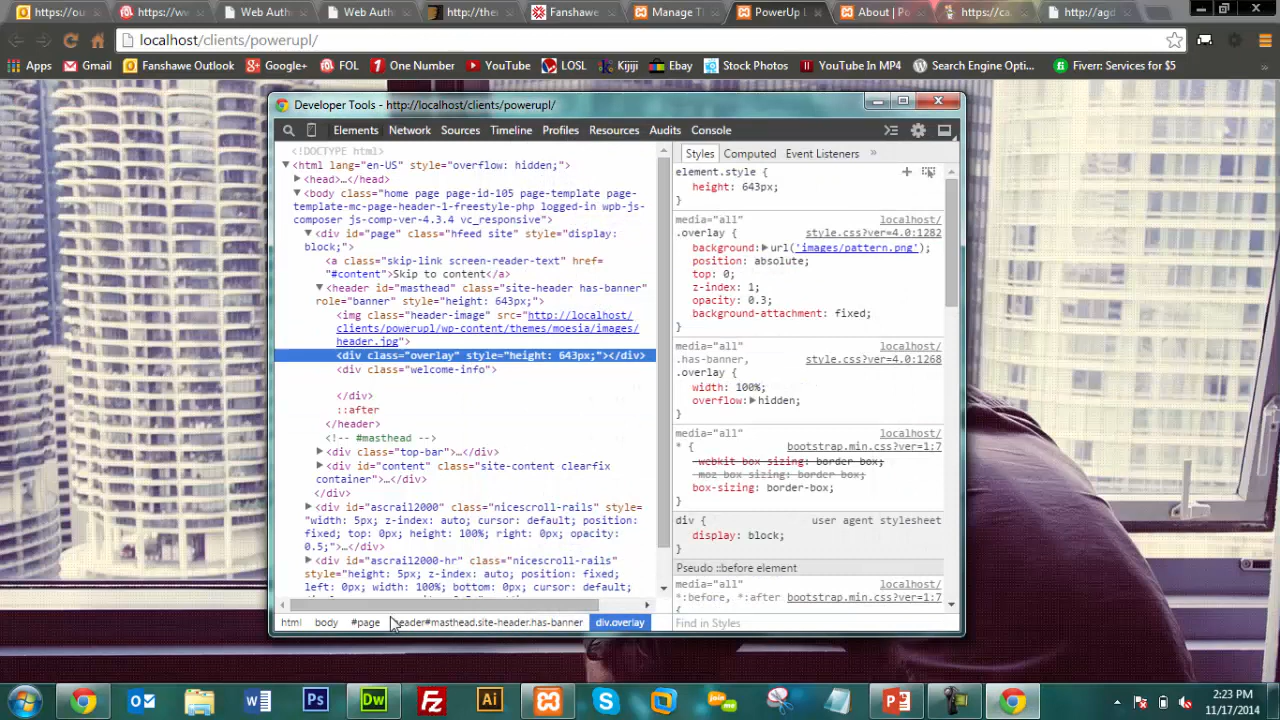 https://ou
https://ww
Web Auth
Web Auth
http://the
Fanshawe
Manage T
PowerUp L
About | Po
https://ca.
http://agd
localhost/clients/powerupl/
Apps Gmail Fanshawe Outlook Google+ FOL One Number YouTube LOSL Kijiji Ebay Stock Photos YouTube In MP4 Search Engine Opti... Fiverr: Services for $5
Developer Tools - http://localhost/clients/powerupl/
Elements Network Sources Timeline Profiles Resources Audits Console
<!DOCTYPE html>
<html lang="en-US" style="overflow: hidden;">
<head>…</head>
<body class="home page page-id-105 page-template page-
template-mc-page-header-l-freestyle-php logged-in wpb-js-
composer js-comp-ver-4.3.4 vc_responsive">
<div id="page" class="hfeed site" style="display:
block;">
<a class="skip-link screen-reader-text" href=
"#content">Skip to content</a>
<header id="masthead" class="site-header has-banner"
role="banner" style="height: 643px;">
<img class="header-image" src="http://localhost/
clients/powerupl/wp-content/themes/moesia/images/
header.jpg">
<div class="overlay" style="height: 643px;"></div>
<div class="welcome-info">
</div>
::after
</header>
<!-- #masthead -->
<div class="top-bar">…</div>
<div id="content" class="site-content clearfix
container">…</div>
</div>
<div id="ascrail2000" class="nicescroll-rails" style=
"width: 5px; z-index: auto; cursor: default; position:
fixed; top: 0px; height: 100%; right: 0px; opacity:
0.5;">…</div>
<div id="ascrail2000-hr" class="nicescroll-rails"
style="height: 5px; z-index: auto; position: fixed;
left: 0px; width: 100%; bottom: 0px; cursor: default;
html body #page header#masthead.site-header.has-banner div.overlay
Styles Computed Event Listeners »
element.style {
height: 643px;
}
media="all" localhost/
.overlay { style.css?ver=4.0:1282
background: url('images/pattern.png');
position: absolute;
top: 0;
z-index: 1;
opacity: 0.3;
background-attachment: fixed;
}
media="all" localhost/
.has-banner, style.css?ver=4.0:1268
.overlay {
width: 100%;
overflow: hidden;
}
media="all" localhost/
* { bootstrap.min.css?ver=1:7
-webkit-box-sizing: border-box;
-moz-box-sizing: border-box;
box-sizing: border-box;
}
div { user agent stylesheet
display: block;
}
Pseudo ::before element
media="all" localhost/
*:before, *:after bootstrap.min.css?ver=1:7
{
Find in Styles
2:23 PM
11/17/2014